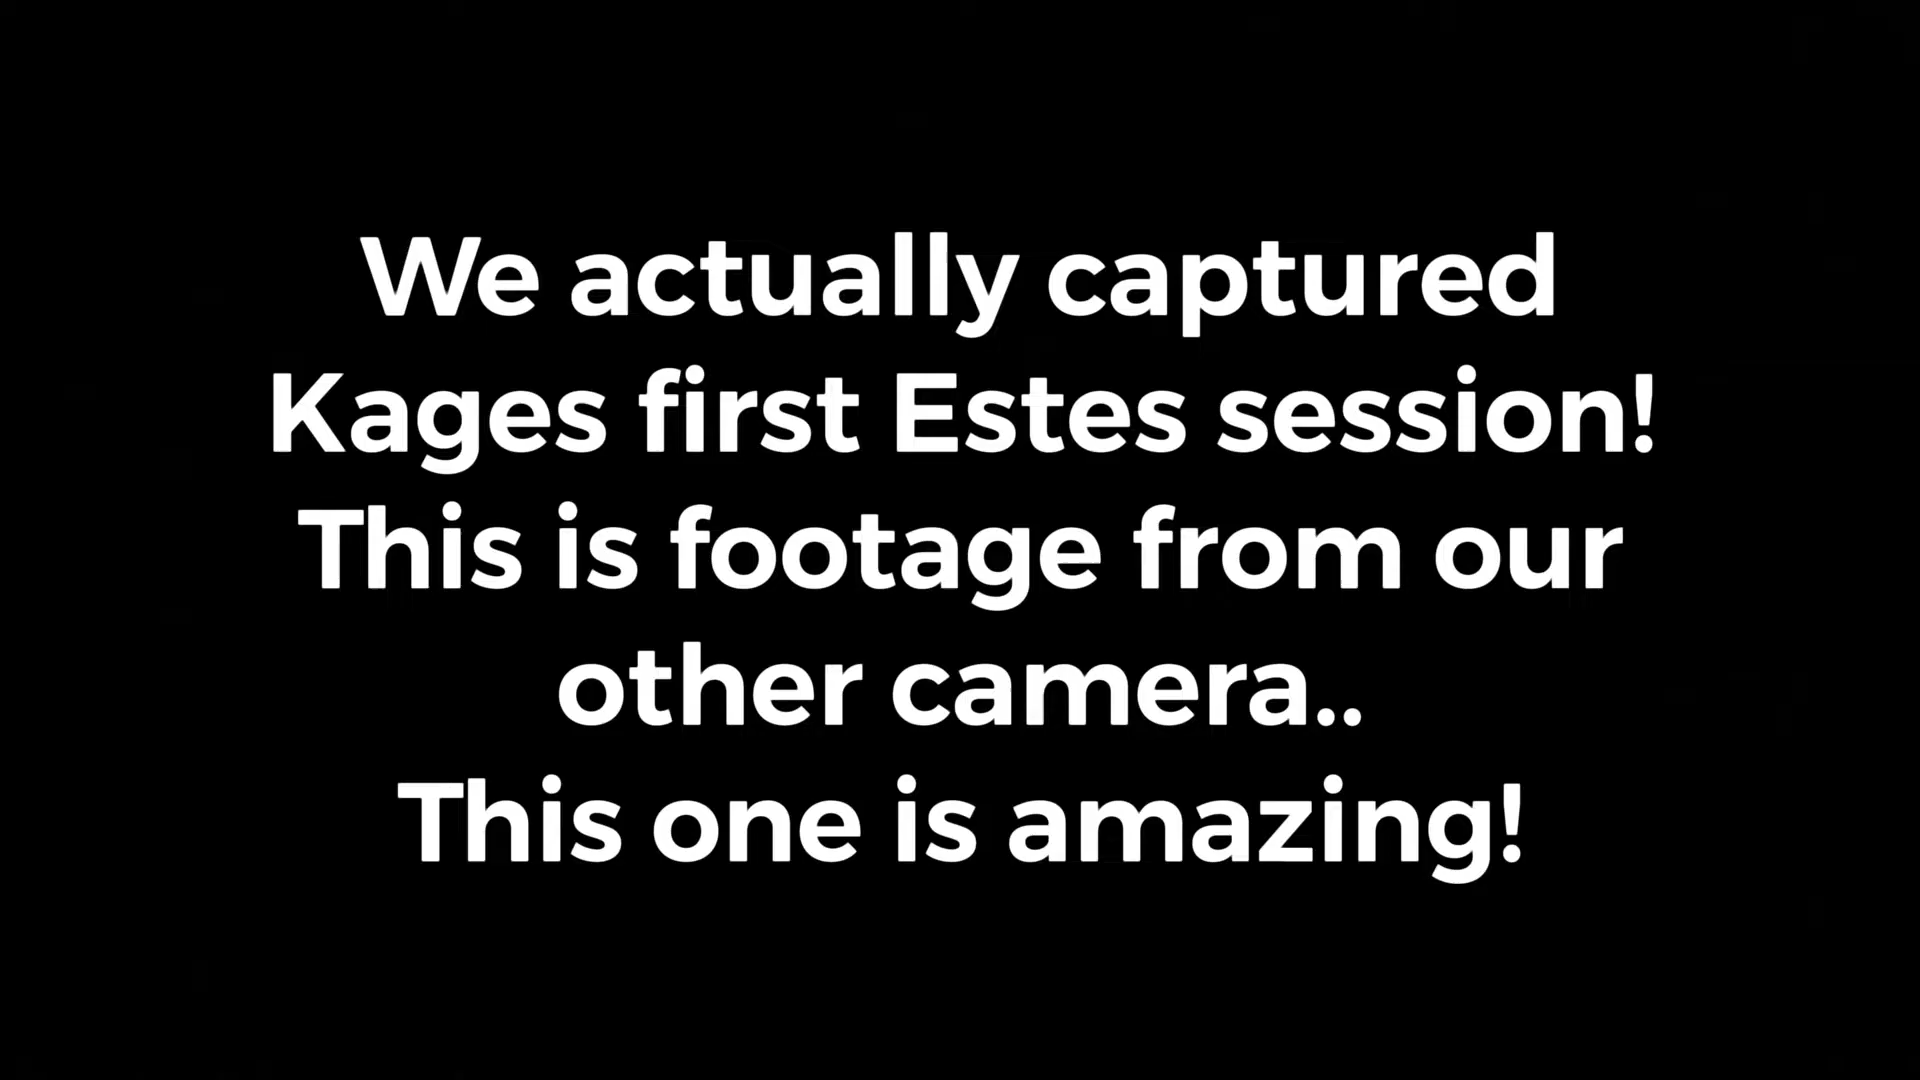 We actually captured
Kages first Estes session!
This is footage from our
other camera..
This one is amazing!